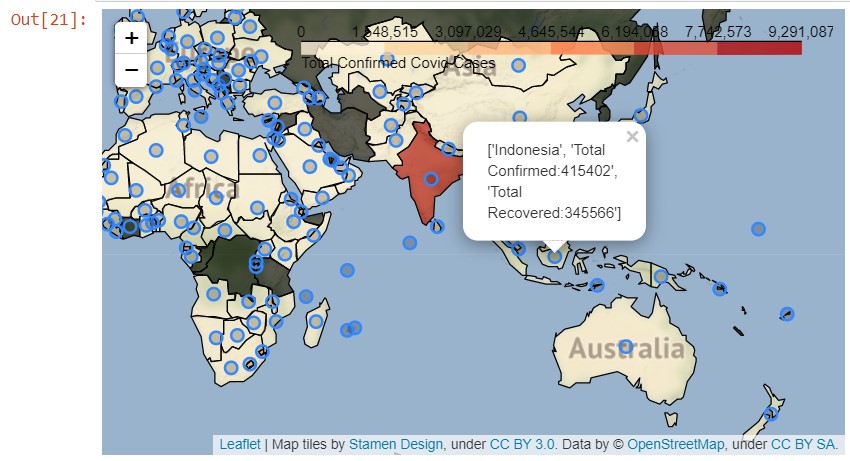 Out[21]:
+
−
0 1,548,515 3,097,029 4,645,544 6,194,058 7,742,573 9,291,087
Total Confirmed Covid Cases
Europe
Asia
['Indonesia', 'Total
Confirmed:415402',
'Total
Recovered:345566']
×
Africa
Australia
Leaflet | Map tiles by Stamen Design, under CC BY 3.0. Data by © OpenStreetMap, under CC BY SA.